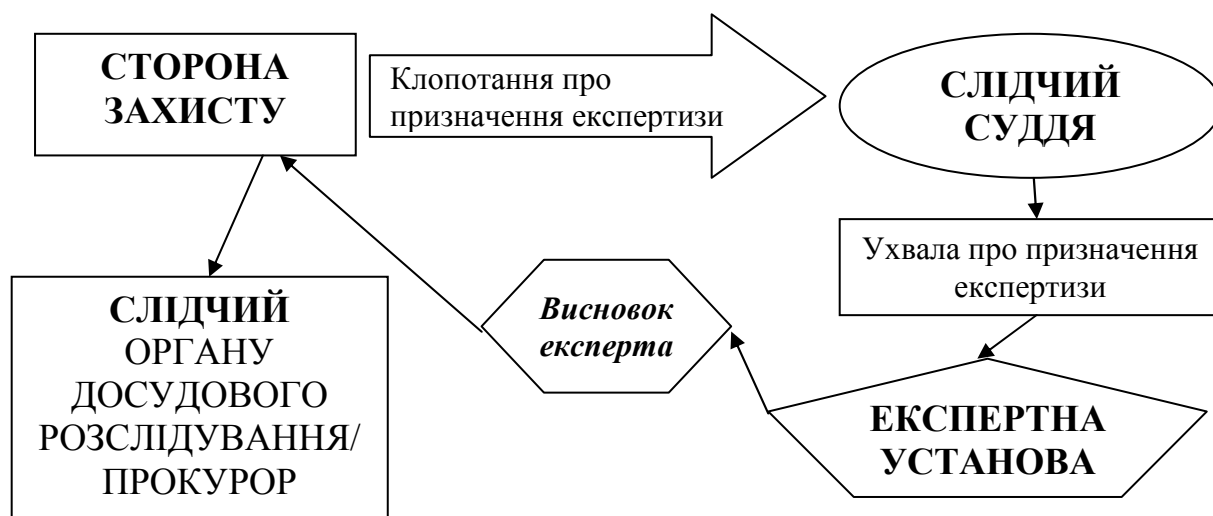 СТОРОНА
ЗАХИСТУ
Клопотання про
призначення експертизи
СЛІДЧИЙ
СУДДЯ
Ухвала про призначення
експертизи
Висновок
експерта
СЛІДЧИЙ
ОРГАНУ
ДОСУДОВОГО
РОЗСЛІДУВАННЯ/
ПРОКУРОР
ЕКСПЕРТНА
УСТАНОВА